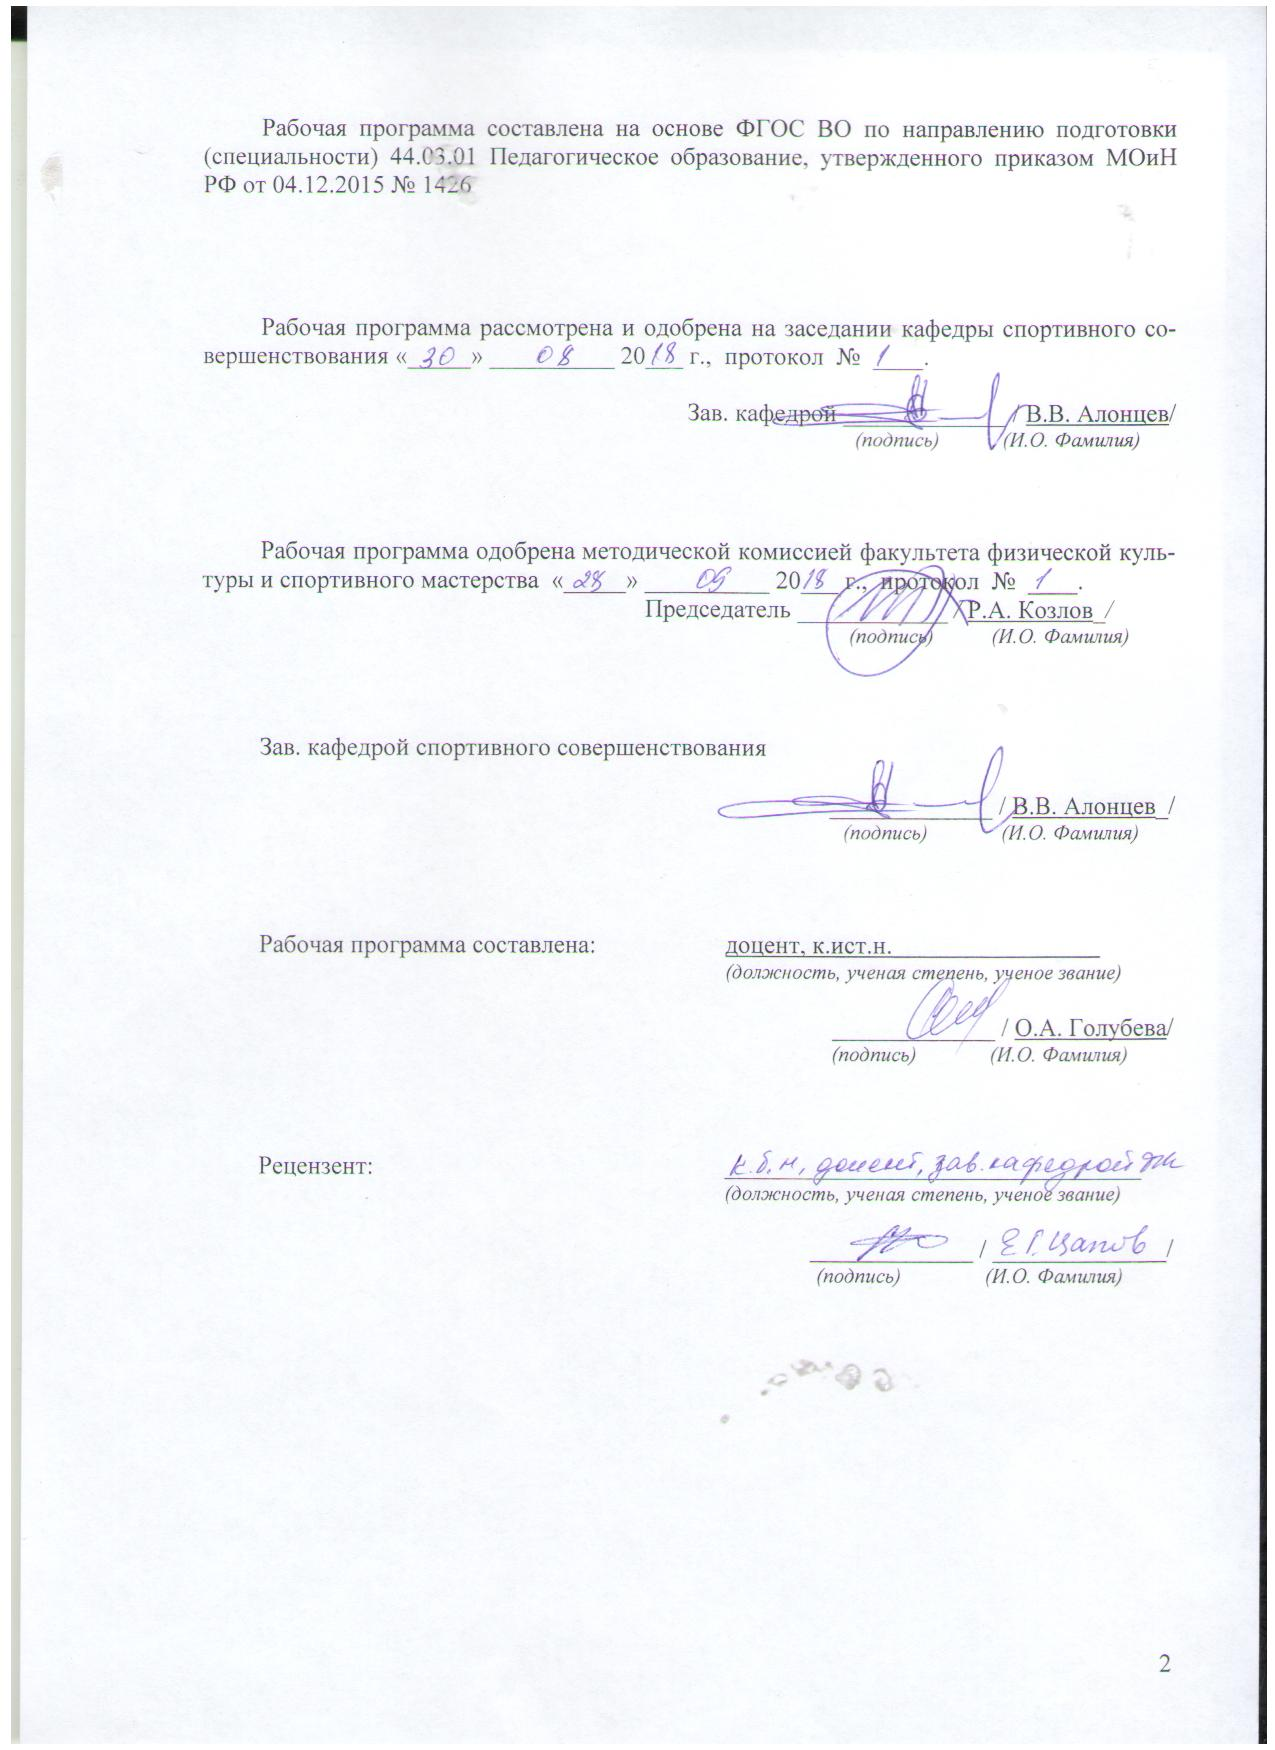 Рабочая программа составлена на основе ФГОС ВО по направлению подготовки
(специальности) 44.03.01 Педагогическое образование, утвержденного приказом МОиН
РФ от 04.12.2015 № 1426
Рабочая программа рассмотрена и одобрена на заседании кафедры спортивного со-
вершенствования «30» 08 2018 г., протокол № 1.
Зав. кафедрой / В.В. Алонцев/
(подпись) (И.О. Фамилия)
Рабочая программа одобрена методической комиссией факультета физической куль-
туры и спортивного мастерства «28» 09 2018 г., протокол № 1.
Председатель / Р.А. Козлов /
(подпись) (И.О. Фамилия)
Зав. кафедрой спортивного совершенствования
/ В.В. Алонцев /
(подпись) (И.О. Фамилия)
Рабочая программа составлена: доцент, к.ист.н.
(должность, ученая степень, ученое звание)
/ О.А. Голубева/
(подпись) (И.О. Фамилия)
Рецензент: к.б.н, доцент, зав.кафедрой
(должность, ученая степень, ученое звание)
/ Е.Г. Цапов /
(подпись) (И.О. Фамилия)
2